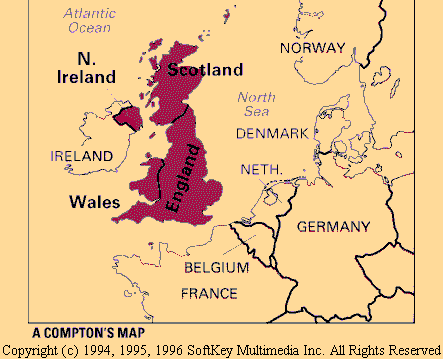 Atlantic
Ocean
NORWAY
N.
Ireland
Scotland
North
Sea
DENMARK
IRELAND
NETH.
England
Wales
GERMANY
BELGIUM
FRANCE
A COMPTON'S MAP
Copyright (c) 1994, 1995, 1996 SoftKey Multimedia Inc. All Rights Reserved